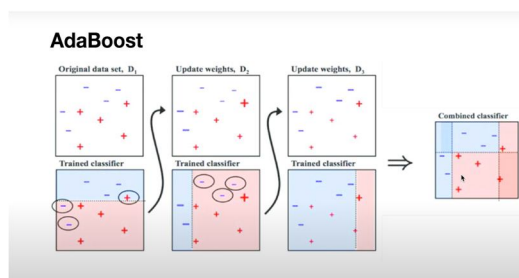 AdaBoost
Original data set, D1
Update weights, D2
Update weights, D3
Combined classifier
Trained classifier
Trained classifier
Trained classifier